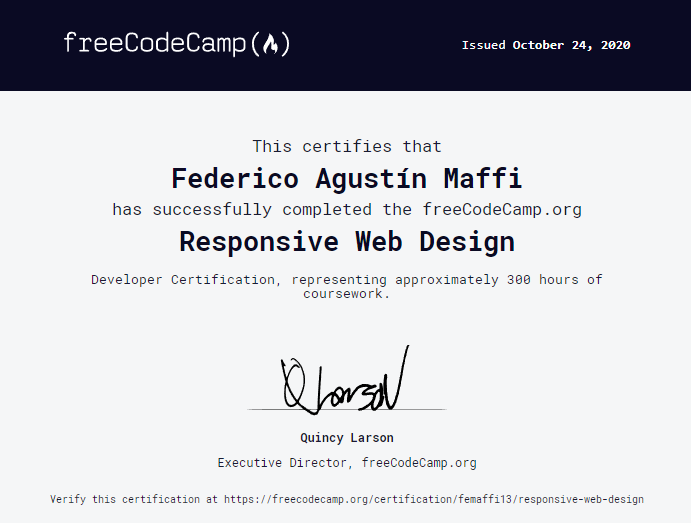 freeCodeCamp(🔥)
Issued October 24, 2020
This certifies that
Federico Agustín Maffi
has successfully completed the freeCodeCamp.org
Responsive Web Design
Developer Certification, representing approximately 300 hours of
coursework.
QLarson
Quincy Larson
Executive Director, freeCodeCamp.org
Verify this certification at https://freecodecamp.org/certification/femaffi13/responsive-web-design